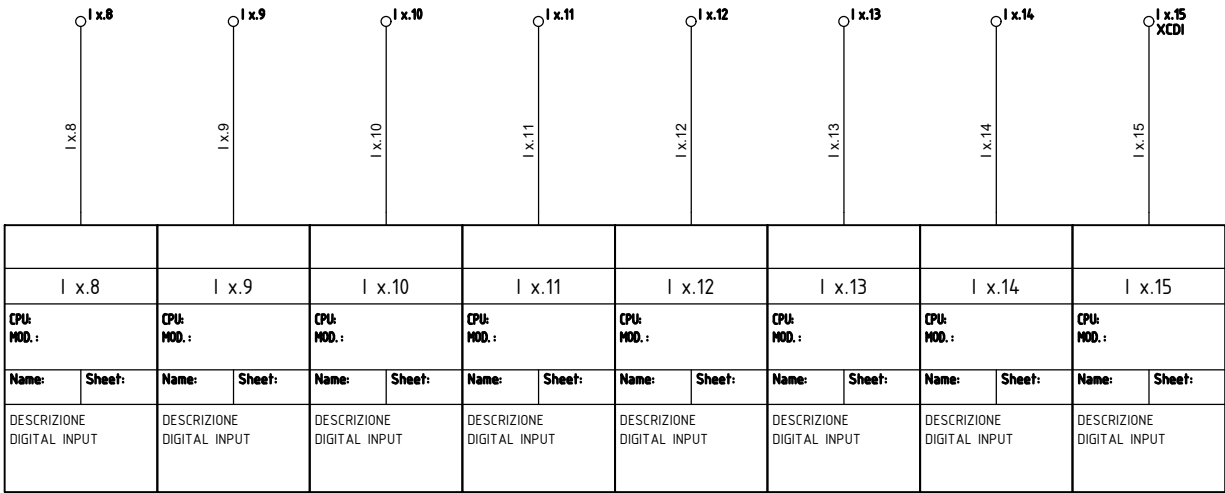 I x.8 I x.9 I x.10 I x.11 I x.12 I x.13 I x.14 I x.15
XCDI
I x.8 I x.9 I x.10 I x.11 I x.12 I x.13 I x.14 I x.15
I x.8 I x.9 I x.10 I x.11 I x.12 I x.13 I x.14 I x.15
CPU: CPU: CPU: CPU: CPU: CPU: CPU: CPU:
MOD. : MOD. : MOD. : MOD. : MOD. : MOD. : MOD. : MOD. :
Name: Sheet: Name: Sheet: Name: Sheet: Name: Sheet: Name: Sheet: Name: Sheet: Name: Sheet: Name: Sheet:
DESCRIZIONE DESCRIZIONE DESCRIZIONE DESCRIZIONE DESCRIZIONE DESCRIZIONE DESCRIZIONE DESCRIZIONE
DIGITAL INPUT DIGITAL INPUT DIGITAL INPUT DIGITAL INPUT DIGITAL INPUT DIGITAL INPUT DIGITAL INPUT DIGITAL INPUT